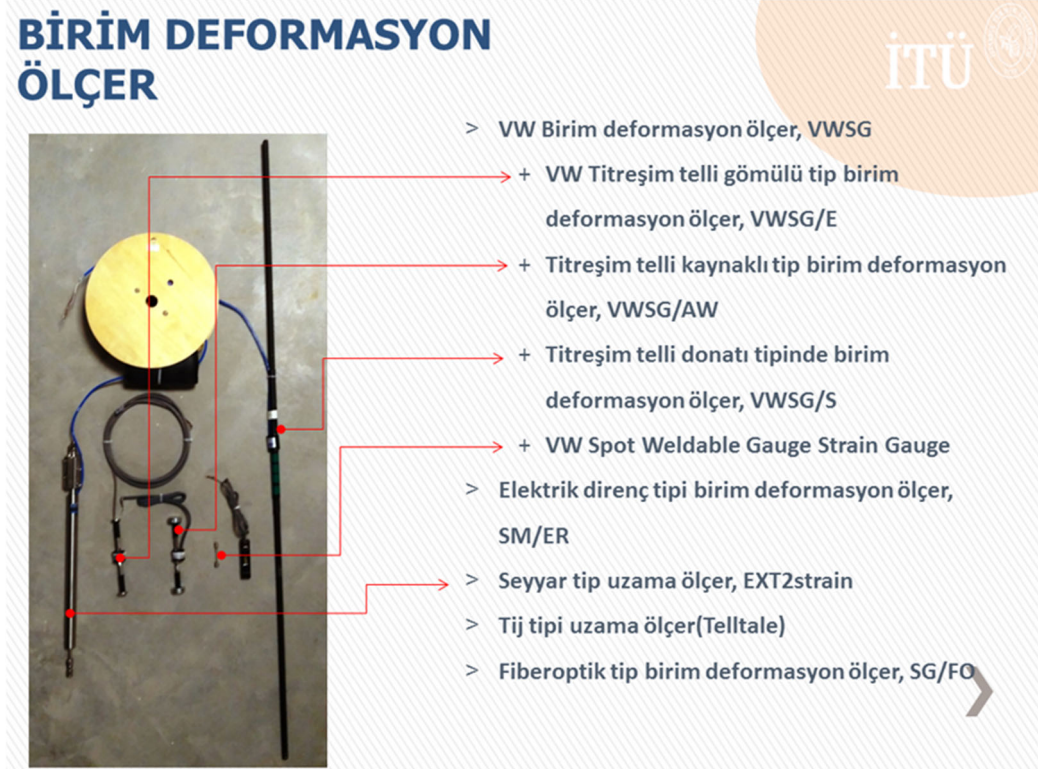 BİRİM DEFORMASYON
ÖLÇER
İTÜ
> VW Birim deformasyon ölçer, VWSG
+ VW Titreşim telli gömülü tip birim
deformasyon ölçer, VWSG/E
+ Titreşim telli kaynaklı tip birim deformasyon
ölçer, VWSG/AW
+ Titreşim telli donatı tipinde birim
deformasyon ölçer, VWSG/S
+ VW Spot Weldable Gauge Strain Gauge
> Elektrik direnç tipi birim deformasyon ölçer,
SM/ER
> Seyyar tip uzama ölçer, EXT2strain
> Tij tipi uzama ölçer(Telltale)
> Fiberoptik tip birim deformasyon ölçer, SG/FO